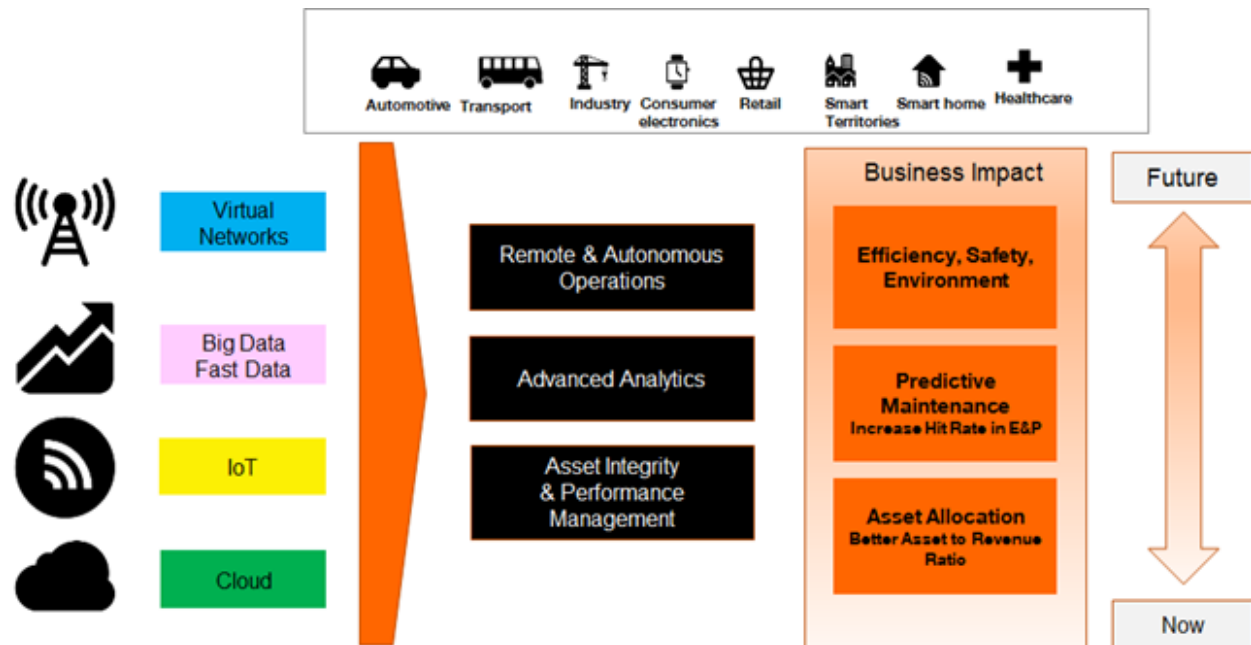 Automotive
Transport
Industry
Consumer
electronics
Retail
Smart
Territories
Smart home
Healthcare
Virtual
Networks
Big Data
Fast Data
IoT
Cloud
Remote & Autonomous
Operations
Advanced Analytics
Asset Integrity
& Performance
Management
Business Impact
Efficiency, Safety,
Environment
Predictive
Maintenance
Increase Hit Rate in E&P
Asset Allocation
Better Asset to Revenue
Ratio
Future
Now